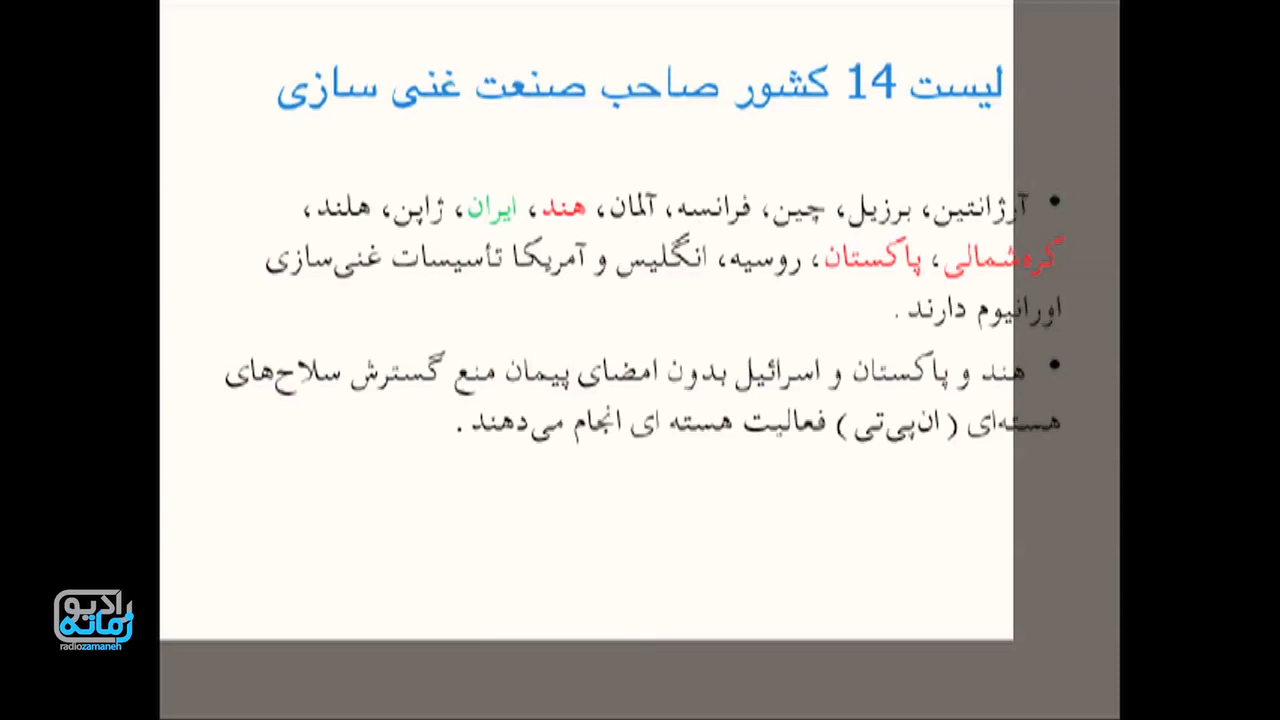 لیست 14 کشور صاحب صنعت غنی سازی
• آرژانتین، برزیل، چین، فرانسه، آلمان، هند، ایران، ژاپن، هلند،
کره‌شمالی، پاکستان، روسیه، انگلیس و آمریکا تأسیسات غنی‌سازی
اورانیوم دارند .
• هند و پاکستان و اسرائیل بدون امضای پیمان منع گسترش سلاح‌های
هسته‌ای ( ان‌پی‌تی ) فعالیت هسته ای انجام می‌دهند .
رادیو
زمانه
radiozamaneh